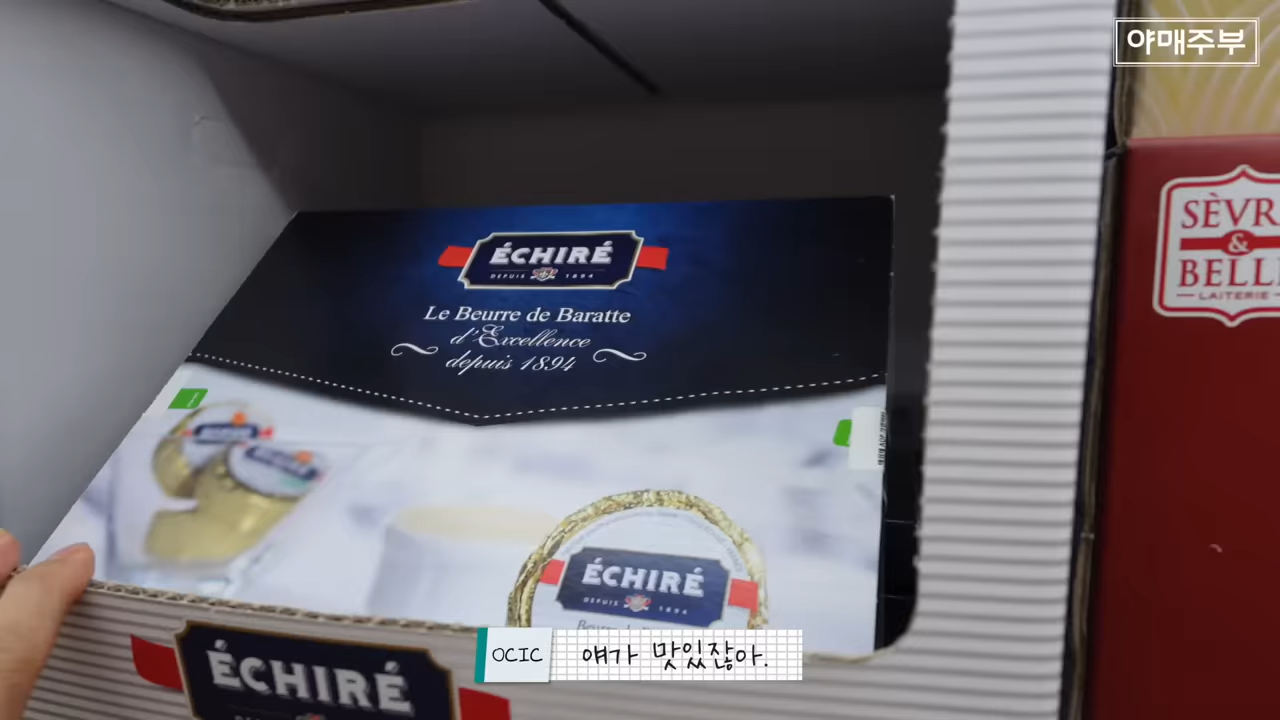 야매주부
ÉCHIRÉ
DEPUIS 1894
Le Beurre de Baratte
d'Excellence
depuis 1894
SÈVR
&
BELLE
LAITERIE
ÉCHIRÉ
DEPUIS 1894
ÉCHIRÉ
OCIC 얘가 맛있잖아.